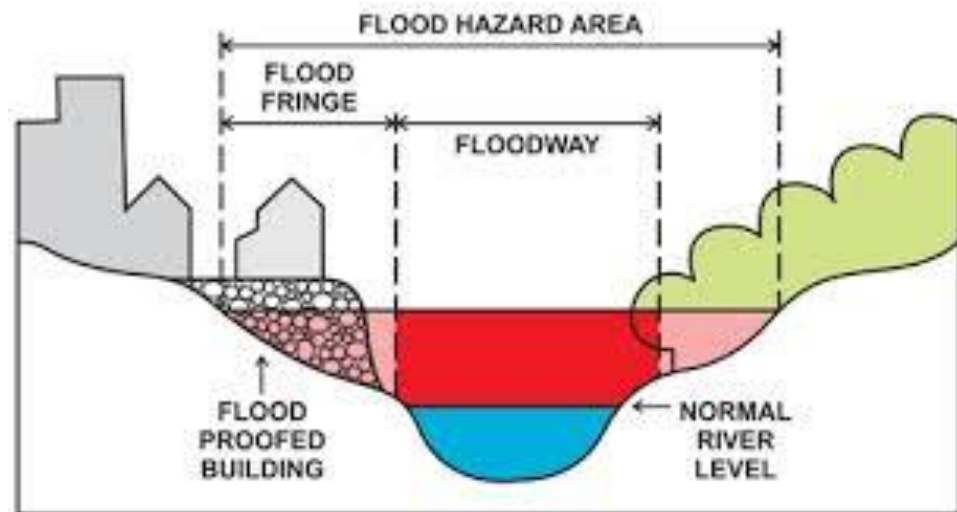 FLOOD HAZARD AREA
FLOOD
FRINGE
FLOODWAY
FLOOD
PROOFED
BUILDING
NORMAL
RIVER
LEVEL